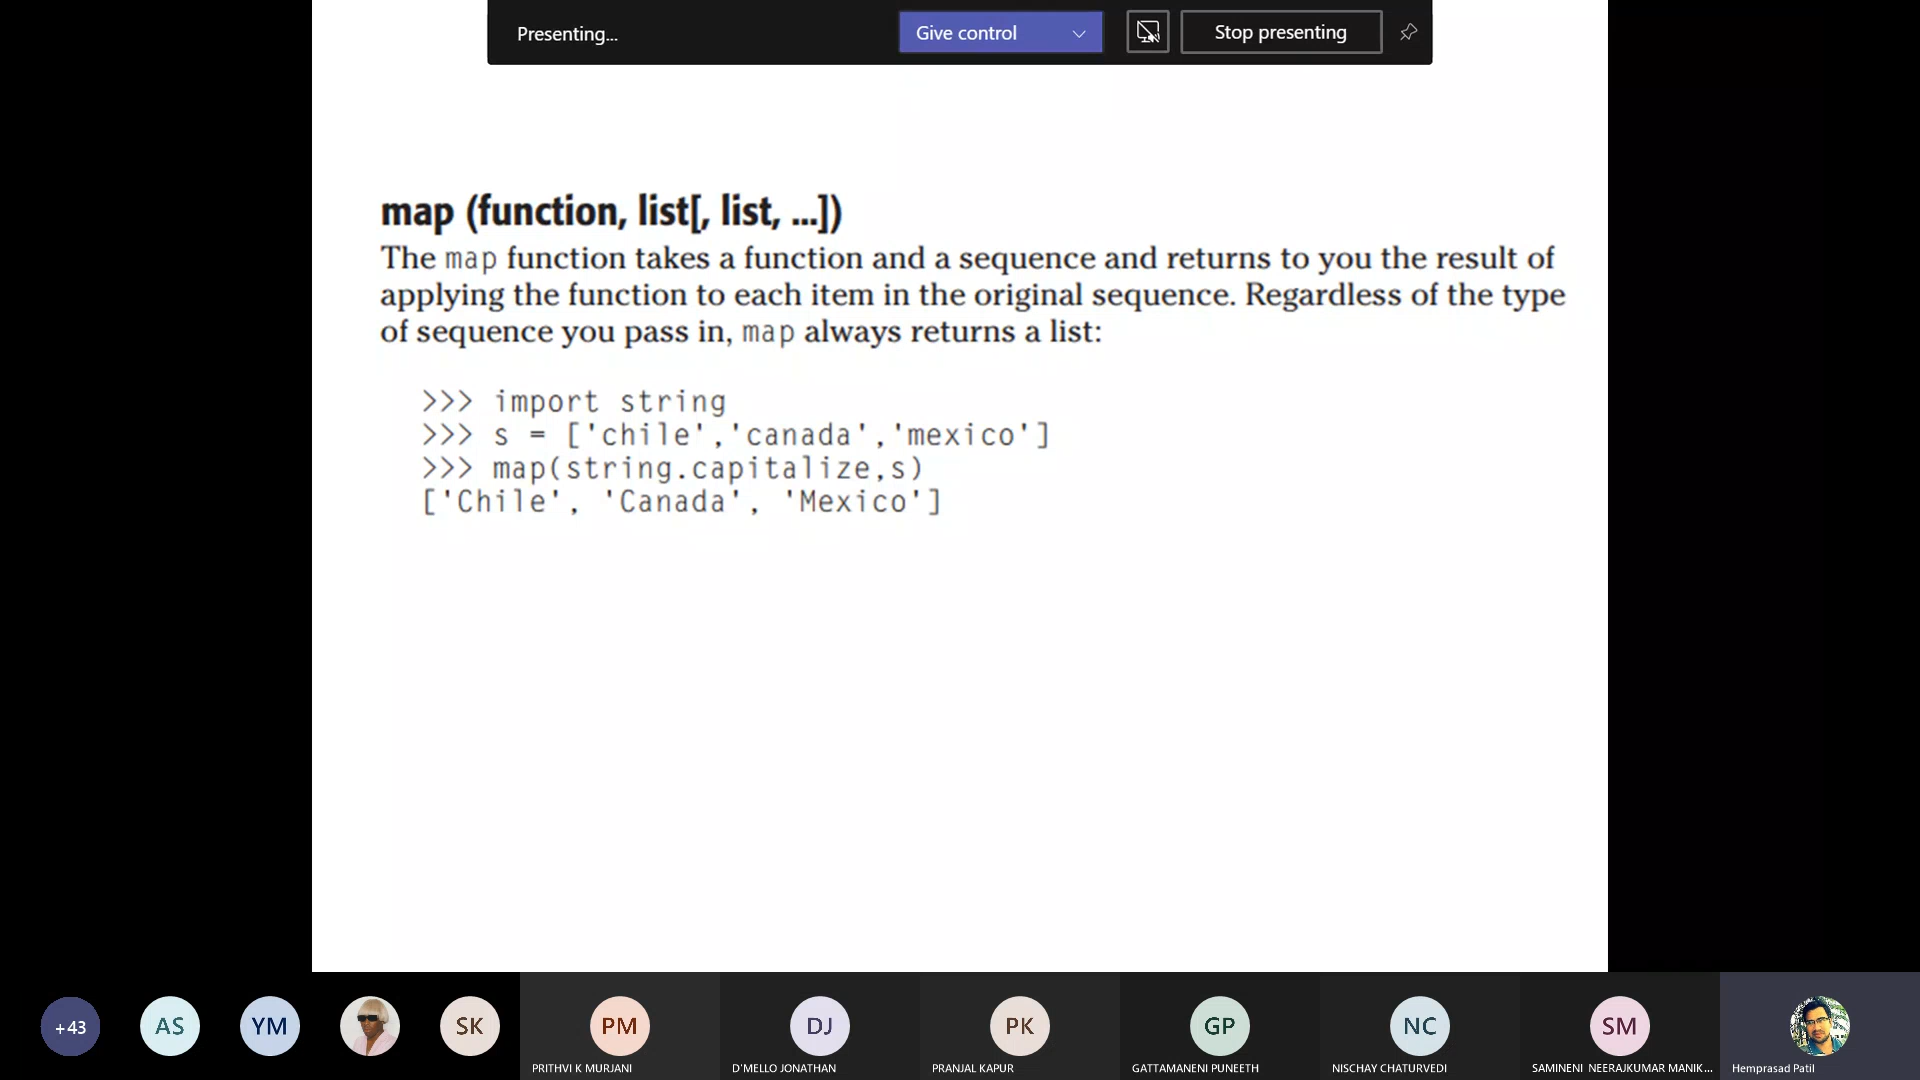 Presenting...
Give control
Stop presenting
map (function, list[, list, ...])
The map function takes a function and a sequence and returns to you the result of
applying the function to each item in the original sequence. Regardless of the type
of sequence you pass in, map always returns a list:
>>> import string
>>> s = ['chile','canada','mexico']
>>> map(string.capitalize,s)
['Chile', 'Canada', 'Mexico']
+43
AS
YM
SK
PM
DJ
PK
GP
NC
SM
PRITHVI K MURJANI
D'MELLO JONATHAN
PRANJAL KAPUR
GATTAMANENI PUNEETH
NISCHAY CHATURVEDI
SAMINENI NEERAJKUMAR MANIK...
Hemprasad Patil